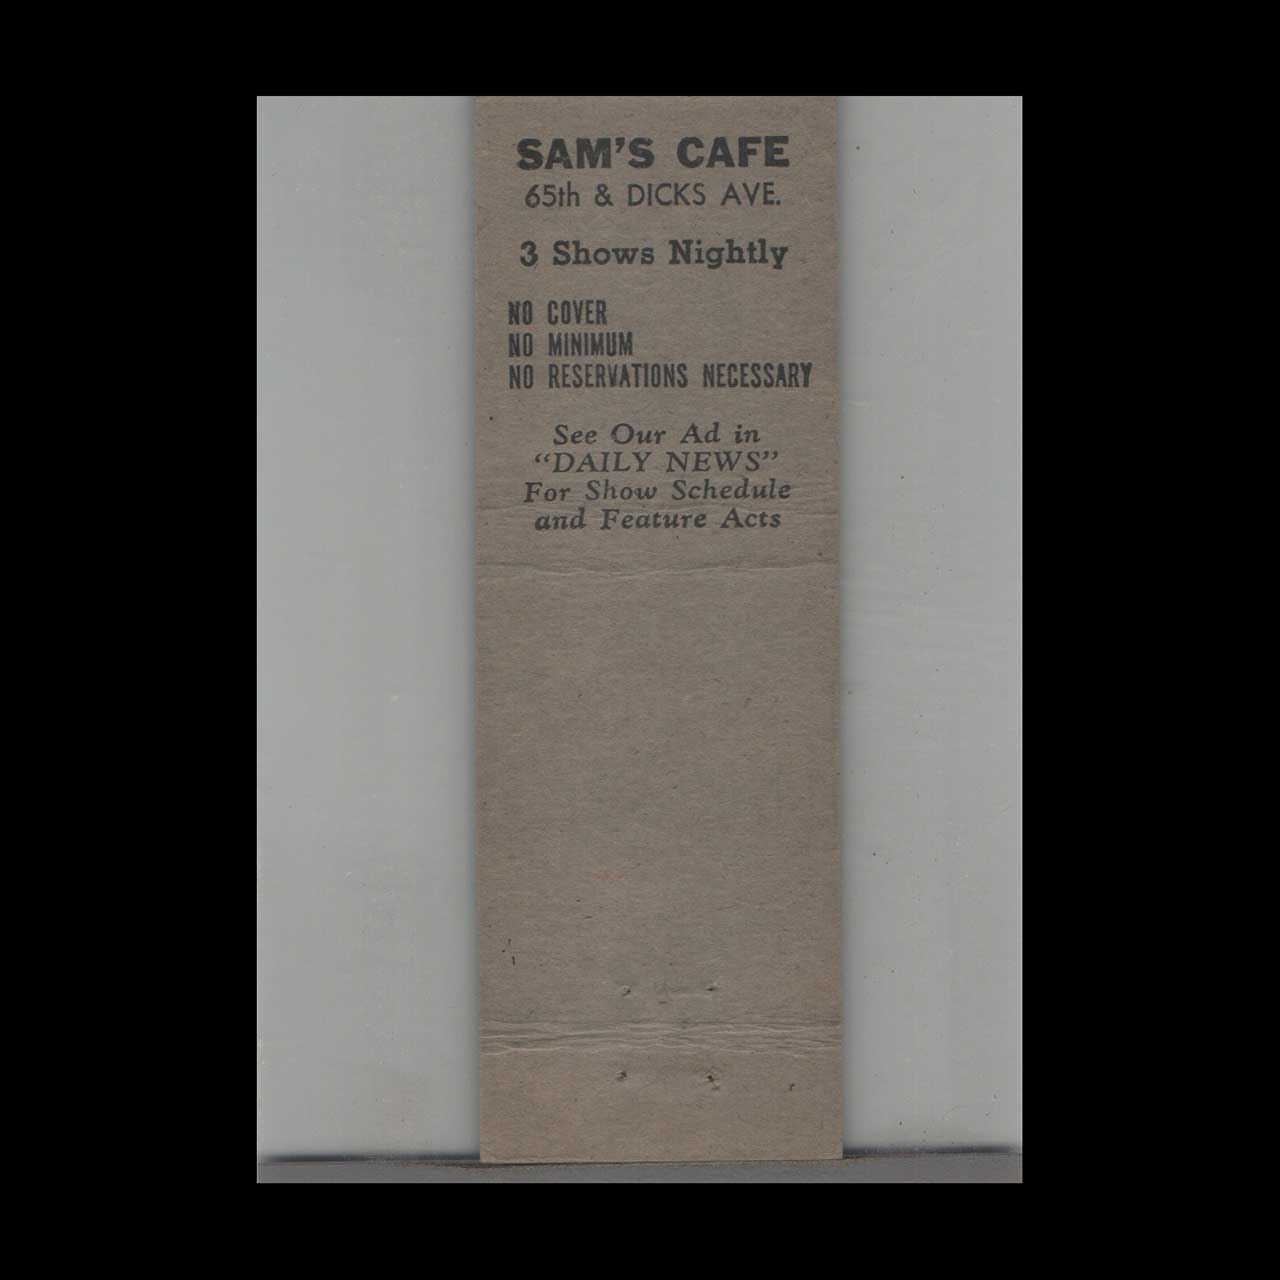 SAM'S CAFE
65th & DICKS AVE.
3 Shows Nightly
NO COVER
NO MINIMUM
NO RESERVATIONS NECESSARY
See Our Ad in
"DAILY NEWS"
For Show Schedule
and Feature Acts